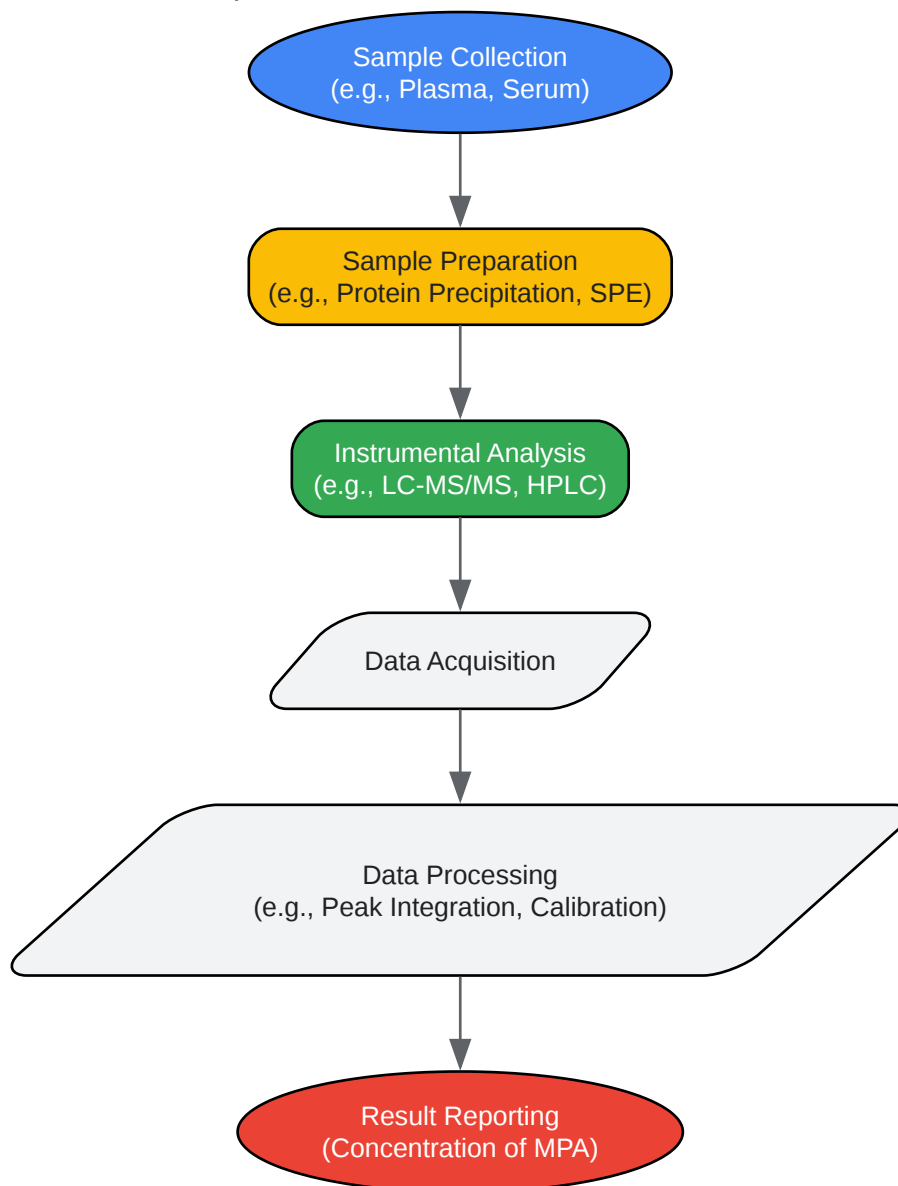 Sample Collection
(e.g., Plasma, Serum)
Sample Preparation
(e.g., Protein Precipitation, SPE)
Instrumental Analysis
(e.g., LC-MS/MS, HPLC)
Data Acquisition
Data Processing
(e.g., Peak Integration, Calibration)
Result Reporting
(Concentration of MPA)